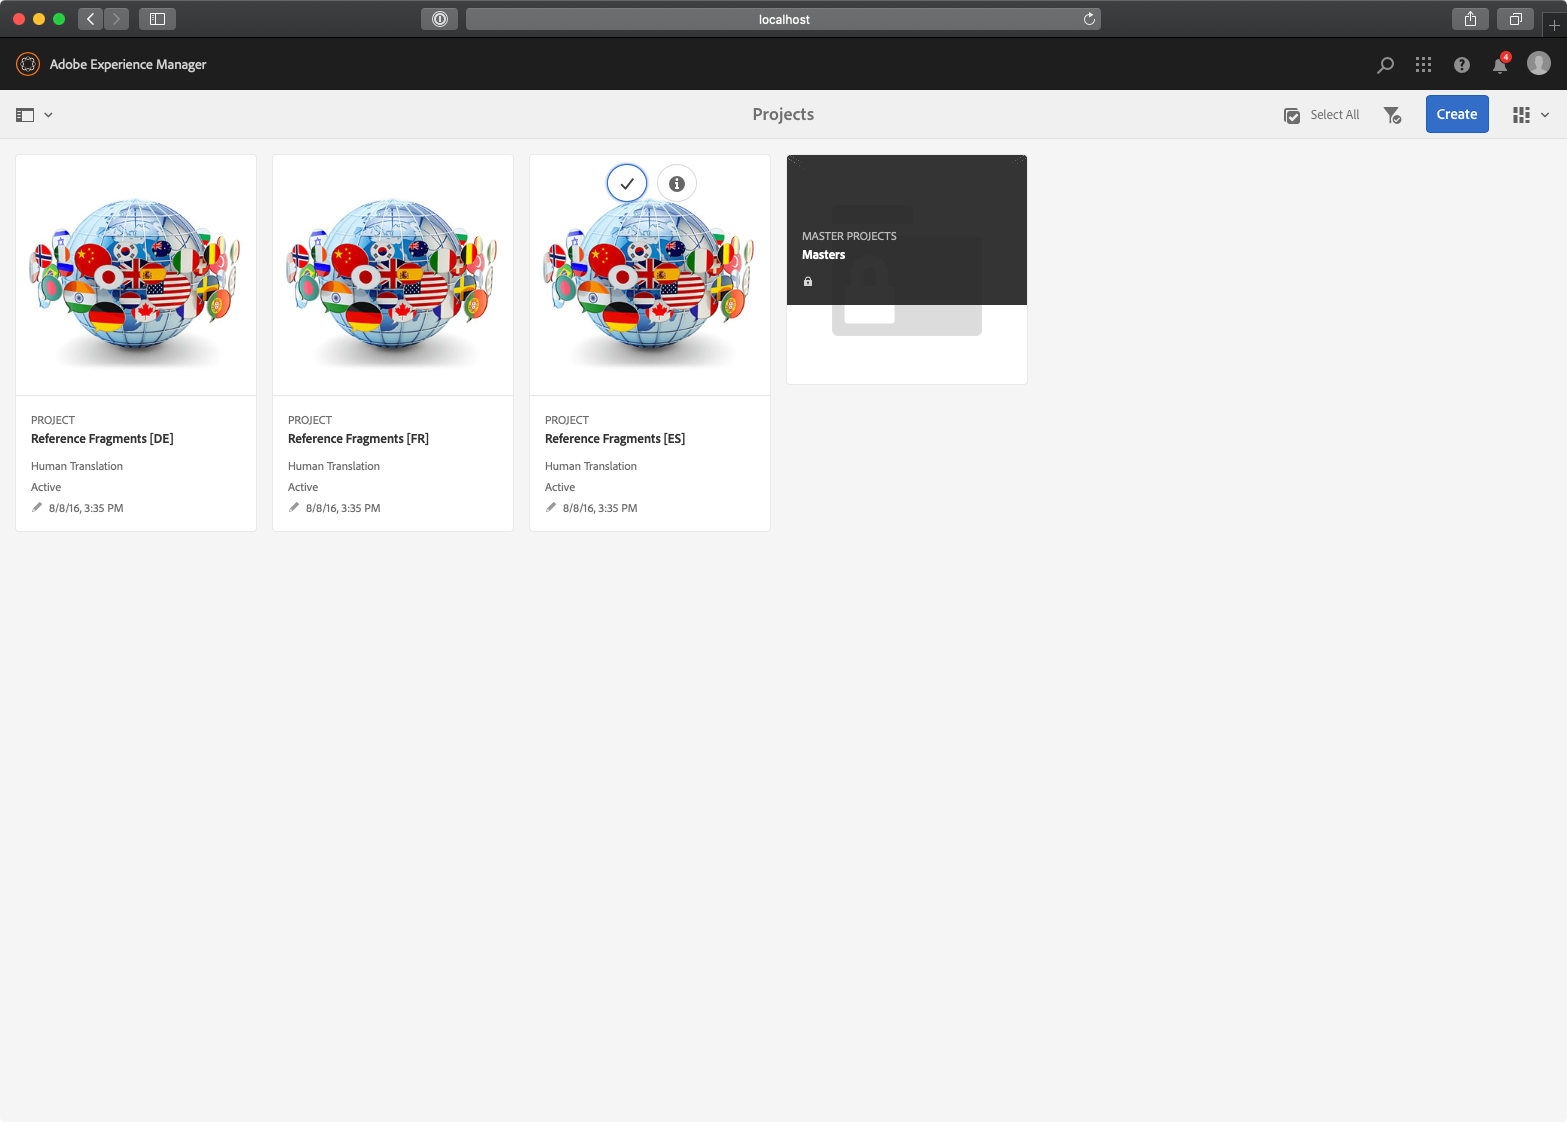 localhost
Adobe Experience Manager
4
Projects
Select All
Create
PROJECT
Reference Fragments [DE]
Human Translation
Active
8/8/16, 3:35 PM
PROJECT
Reference Fragments [FR]
Human Translation
Active
8/8/16, 3:35 PM
PROJECT
Reference Fragments [ES]
Human Translation
Active
8/8/16, 3:35 PM
MASTER PROJECTS
Masters